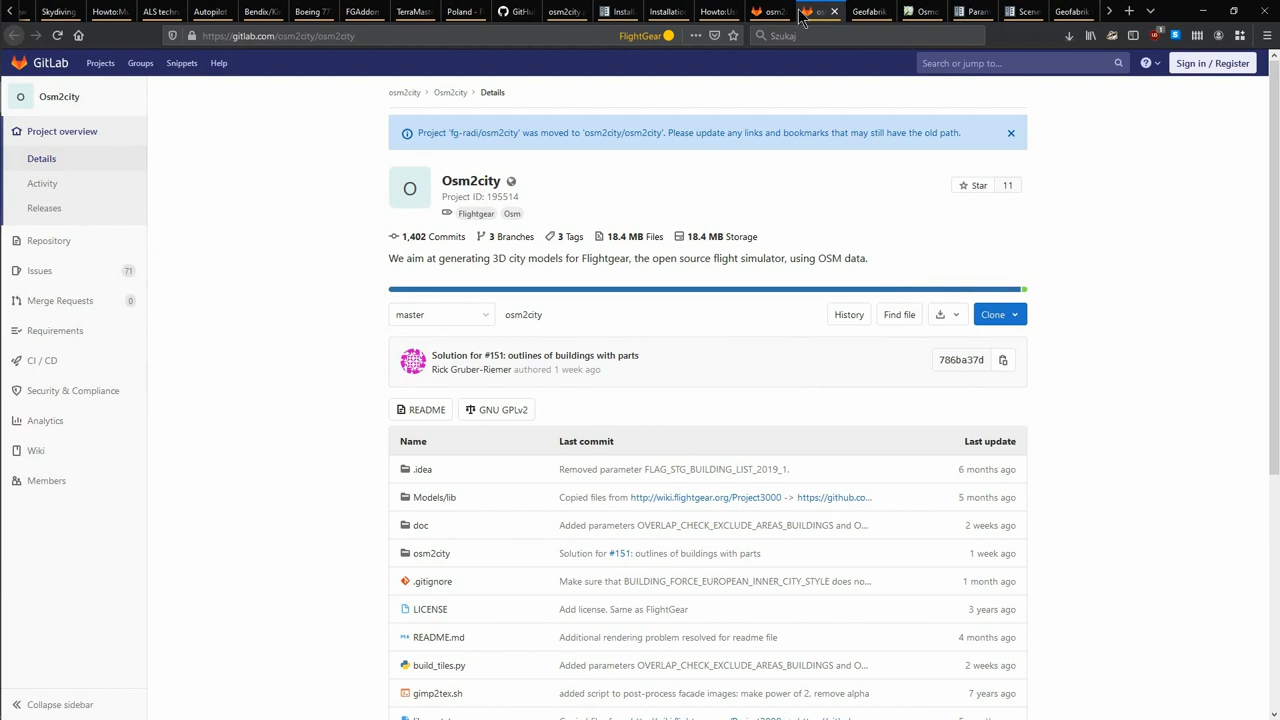 Skydiving
Howto:Mu
ALS techn
Autopilot
Bendix/Ki
Boeing 77
FGAddon
TerraMast
Poland - F
GitHu
osm2city :
Instal
Installatio
Howto:Us
osm2
os
Geofabrik
Osmo
Param
Scene
Geofabrik
https://gitlab.com/osm2city/osm2city
FlightGear
Szukaj
GitLab
Projects
Groups
Snippets
Help
Search or jump to...
Sign in / Register
O
Osm2city
Project overview
Details
Activity
Releases
Repository
Issues
71
Merge Requests
0
Requirements
CI / CD
Security & Compliance
Analytics
Wiki
Members
Collapse sidebar
osm2city > Osm2city > Details
Project 'fg-radi/osm2city' was moved to 'osm2city/osm2city'. Please update any links and bookmarks that may still have the old path.
O
Osm2city
Project ID: 195514
Flightgear Osm
Star 11
1,402 Commits 3 Branches 3 Tags 18.4 MB Files 18.4 MB Storage
We aim at generating 3D city models for Flightgear, the open source flight simulator, using OSM data.
master
osm2city
History
Find file
Clone
Solution for #151: outlines of buildings with parts
Rick Gruber-Riemer authored 1 week ago
786ba37d
README
GNU GPLv2
Name Last commit Last update
.idea Removed parameter FLAG_STG_BUILDING_LIST_2019_1. 6 months ago
Models/lib Copied files from http://wiki.flightgear.org/Project3000 -> https://github.co... 5 months ago
doc Added parameters OVERLAP_CHECK_EXCLUDE_AREAS_BUILDINGS and O... 2 weeks ago
osm2city Solution for #151: outlines of buildings with parts 1 week ago
.gitignore Make sure that BUILDING_FORCE_EUROPEAN_INNER_CITY_STYLE does no... 1 month ago
LICENSE Add license. Same as FlightGear 3 years ago
README.md Additional rendering problem resolved for readme file 4 months ago
build_tiles.py Added parameters OVERLAP_CHECK_EXCLUDE_AREAS_BUILDINGS and O... 2 weeks ago
gimp2tex.sh added script to post-process facade images: make power of 2, remove alpha 7 years ago